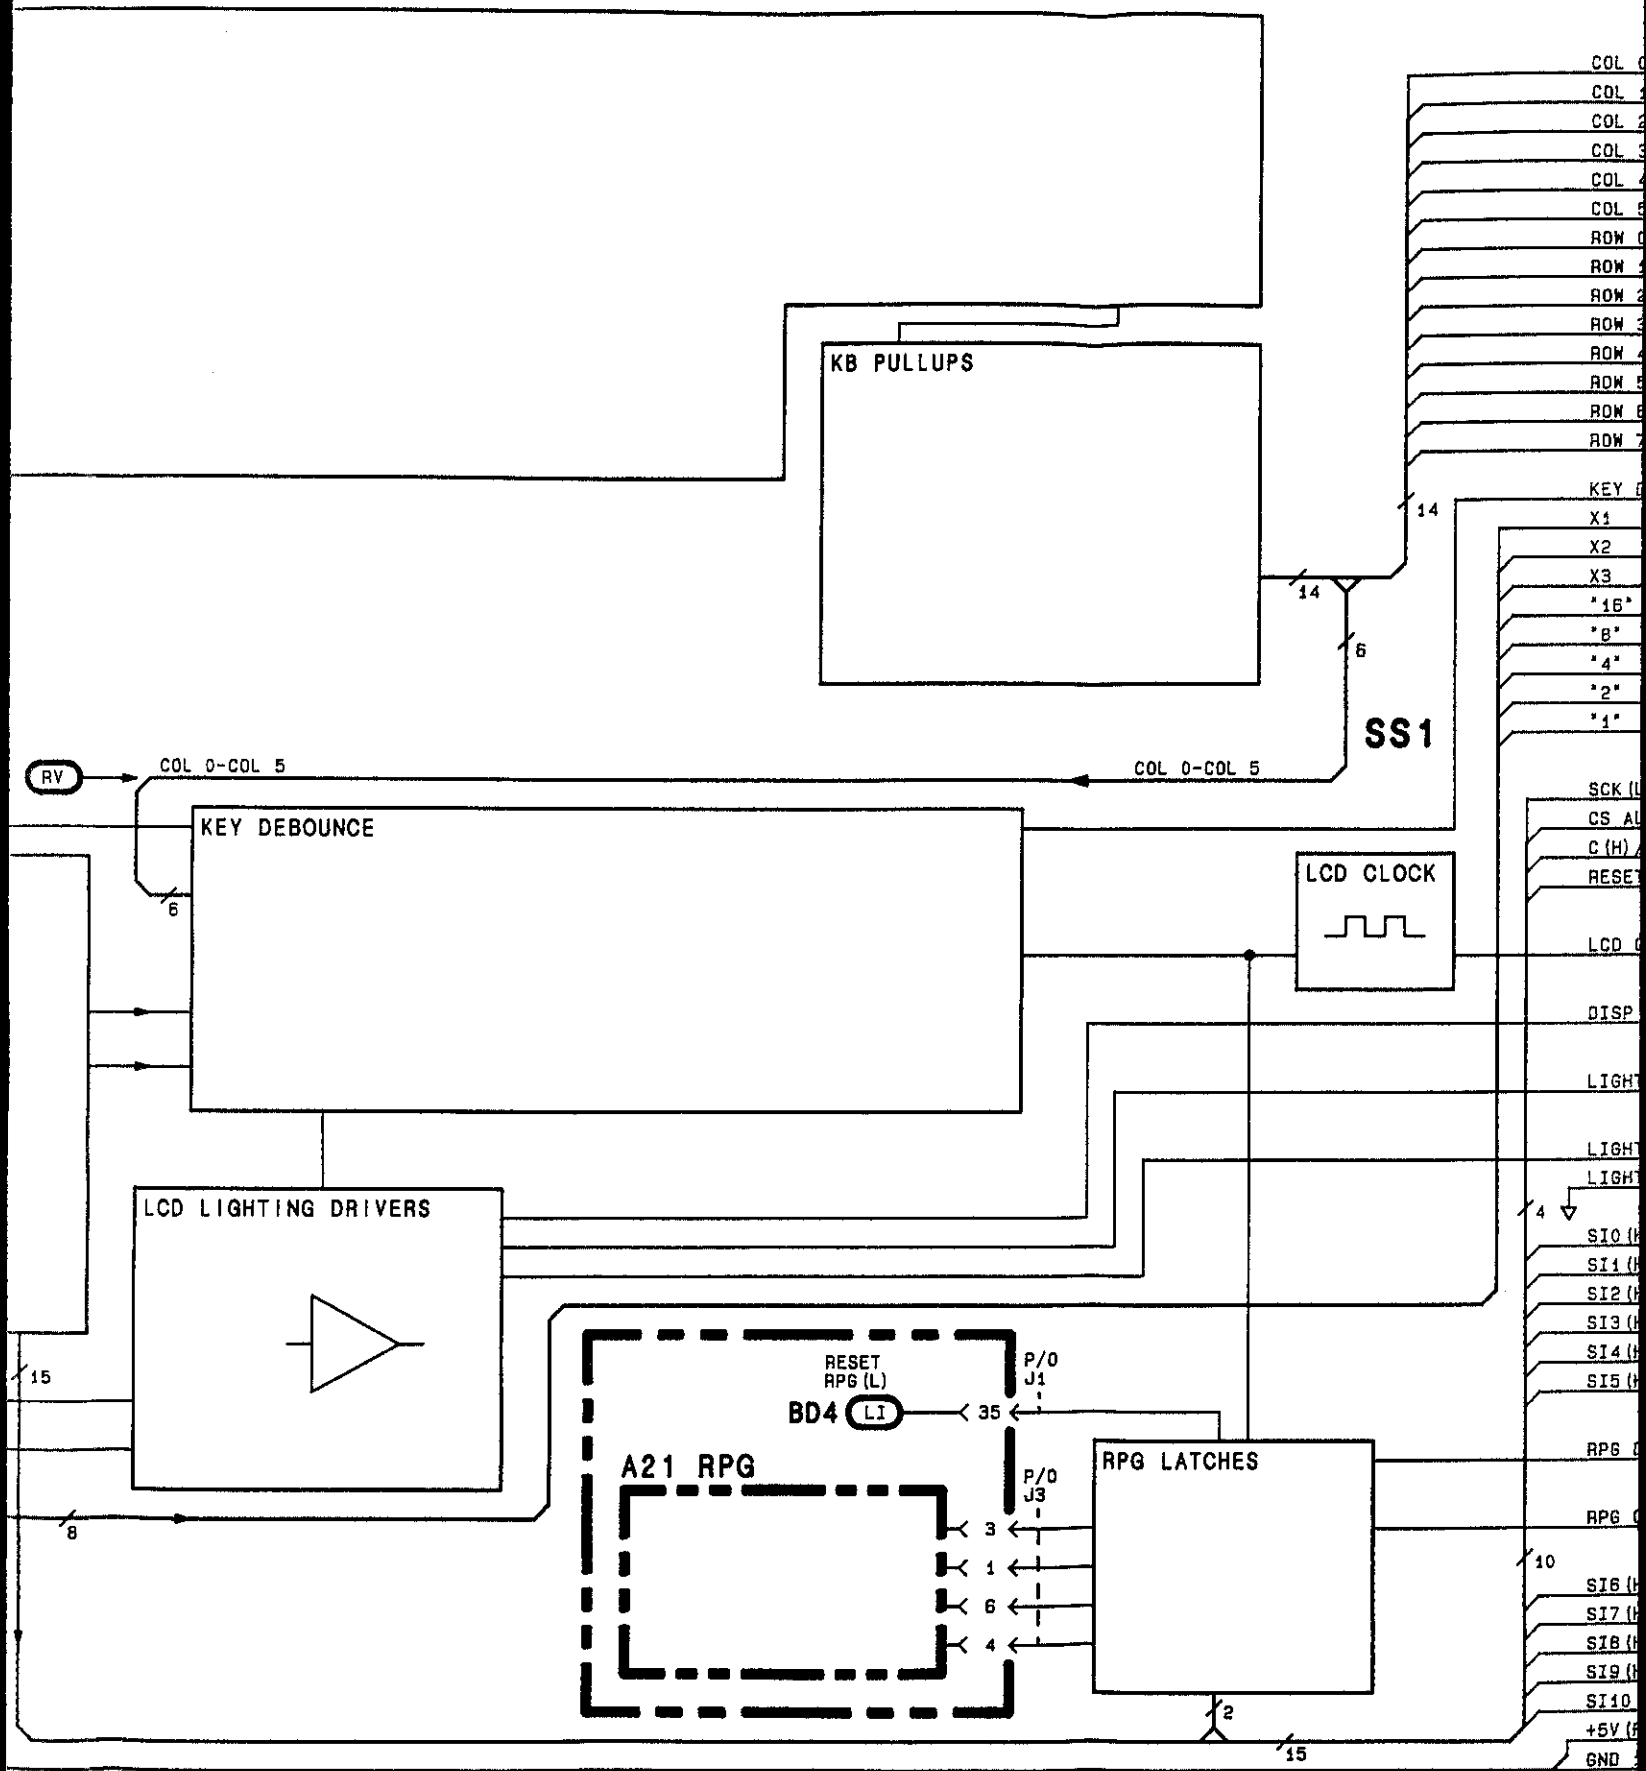 COL
COL
COL
COL
COL
COL
ROW
ROW
ROW
ROW
ROW
ROW
ROW
ROW
KB PULLUPS
KEY
14
X1
X2
X3
14
"16"
"8"
6
"4"
"2"
SS1
"1"
RV
COL 0-COL 5
COL 0-COL 5
SCK (L
CS
KEY DEBOUNCE
C (H)
LCD CLOCK
RESET
6
LCD
DISP
LIGHT
LIGHT
LIGHT
LCD LIGHTING DRIVERS
4
SI0 (H
SI1 (H
SI2 (H
SI3 (H
SI4 (H
SI5 (H
15
RESET
RPG (L)
P/O
J1
BD4
LI
35
A21 RPG
RPG LATCHES
RPG
P/O
J3
8
3
RPG
1
10
6
SI6 (H
SI7 (H
4
SI8 (H
SI9 (H
SI10
2
+5V (
15
GND